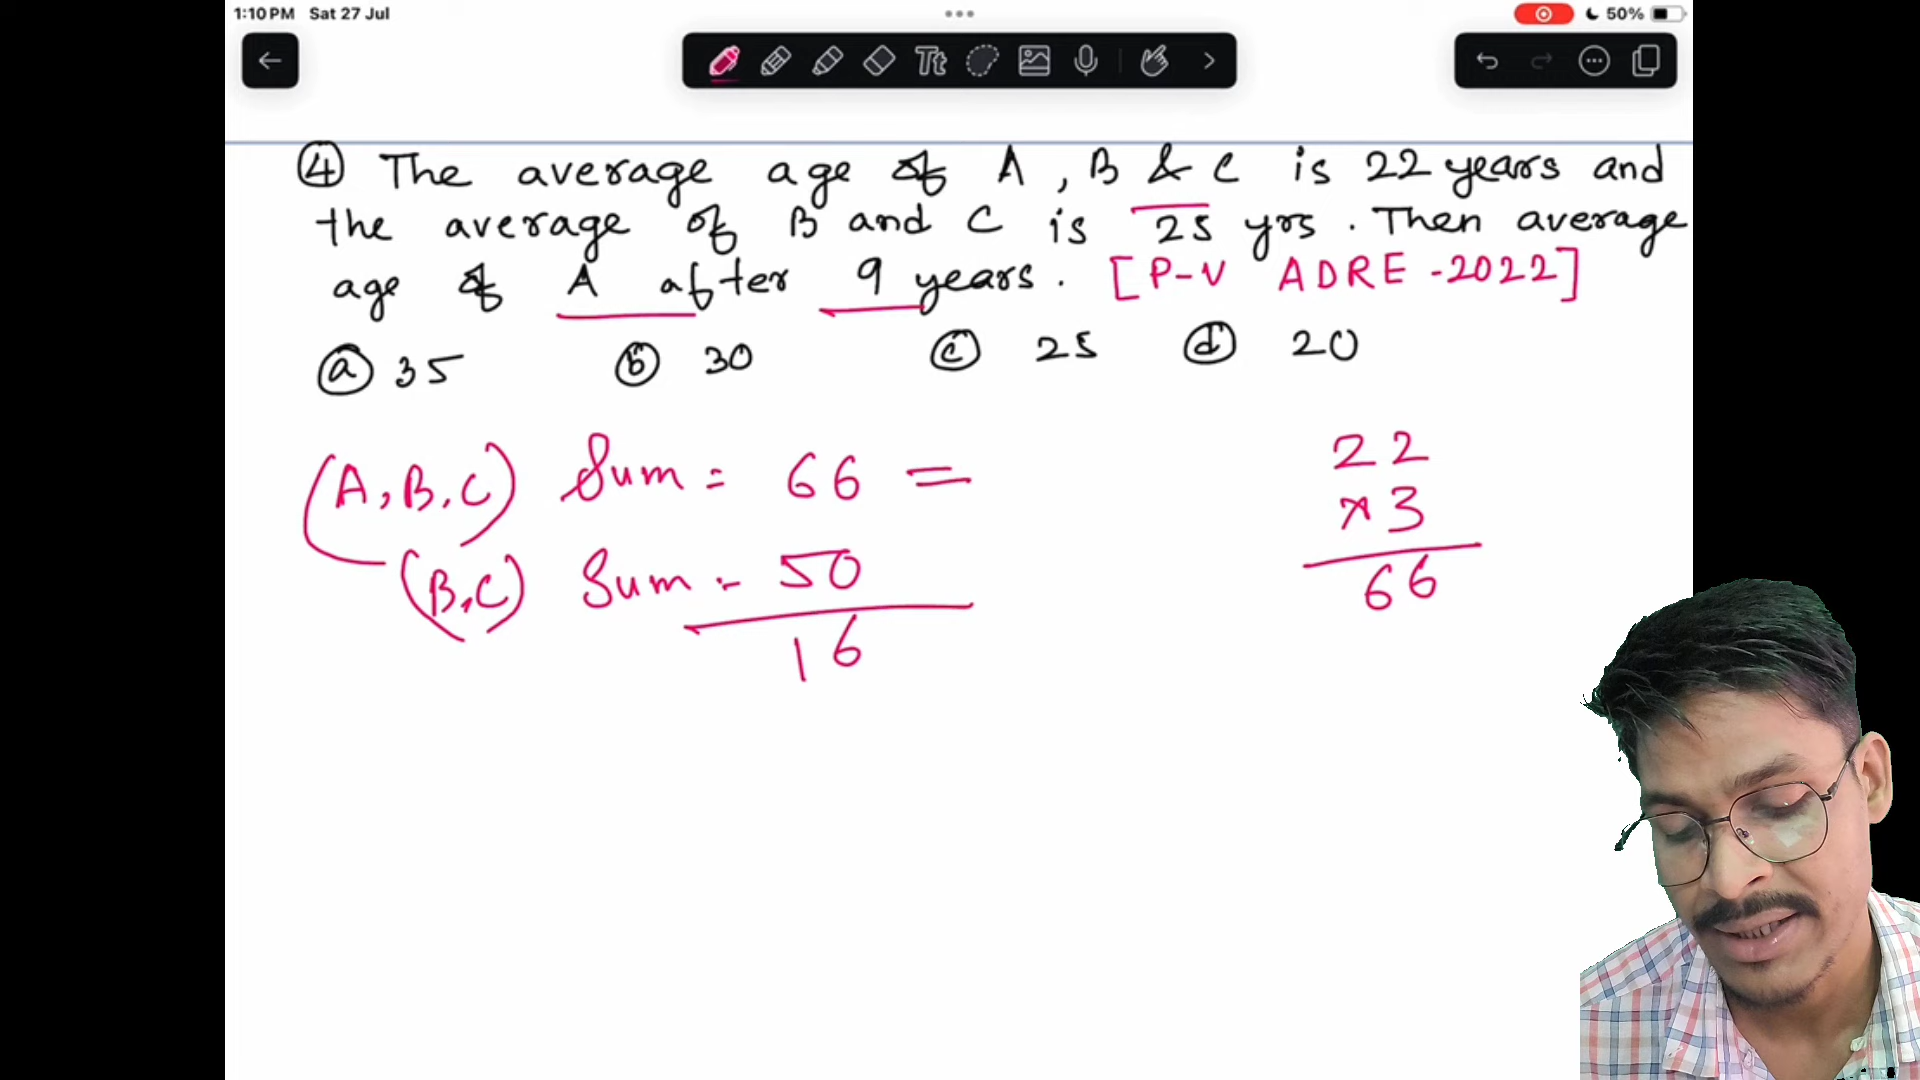 1:10 PM Sat 27 Jul
50%
Tt
④ The average age of A, B & C is 22 years and
the average of B and C is 25 yrs. Then average
age of A after 9 years. [P-V ADRE-2022]
ⓐ 35 ⓑ 30 ⓒ 25 ⓓ 20
(A, B, C) Sum = 66 =
(B, C) Sum = 50
16
22
×3
66